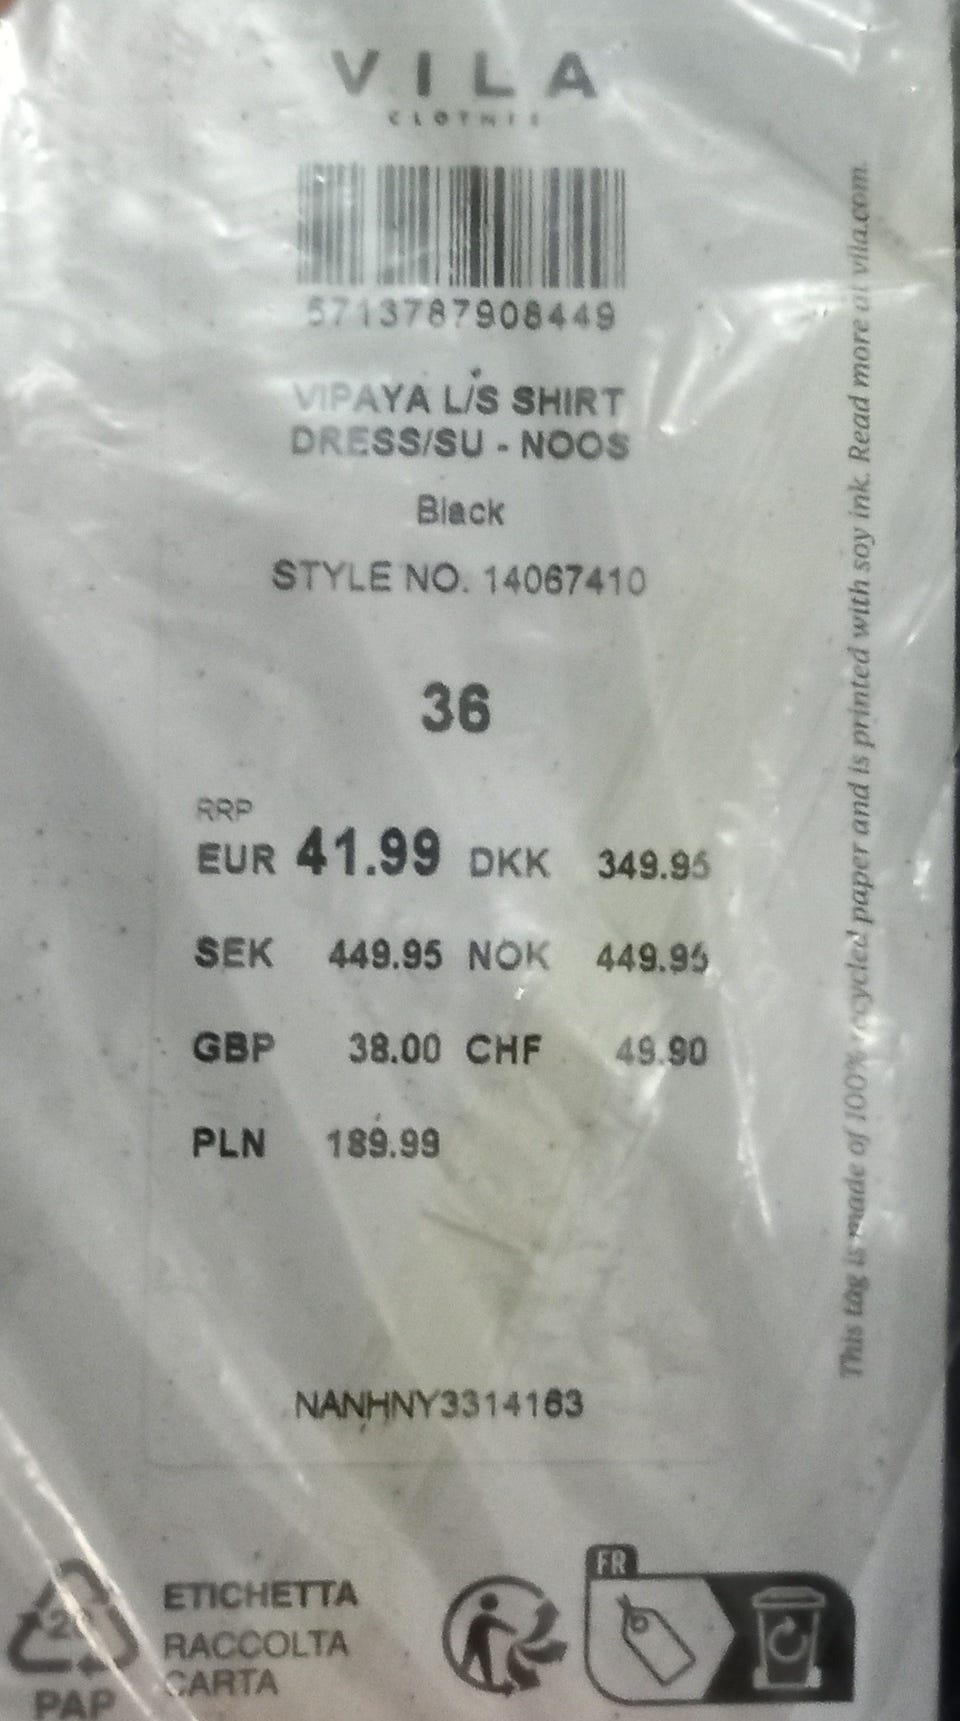 VILA
CLOTHES
5713787908449
VIPAYA L/S SHIRT
DRESS/SU - NOOS
Black
STYLE NO. 14067410
36
RRP
EUR 41.99 DKK 349.95
SEK 449.95 NOK 449.95
GBP 38.00 CHF 49.90
PLN 189.99
NANHNY3314163
This tag is made of 100% recycled paper and is printed with soy ink. Read more at vila.com.
PAP
ETICHETTA
RACCOLTA
CARTA
FR